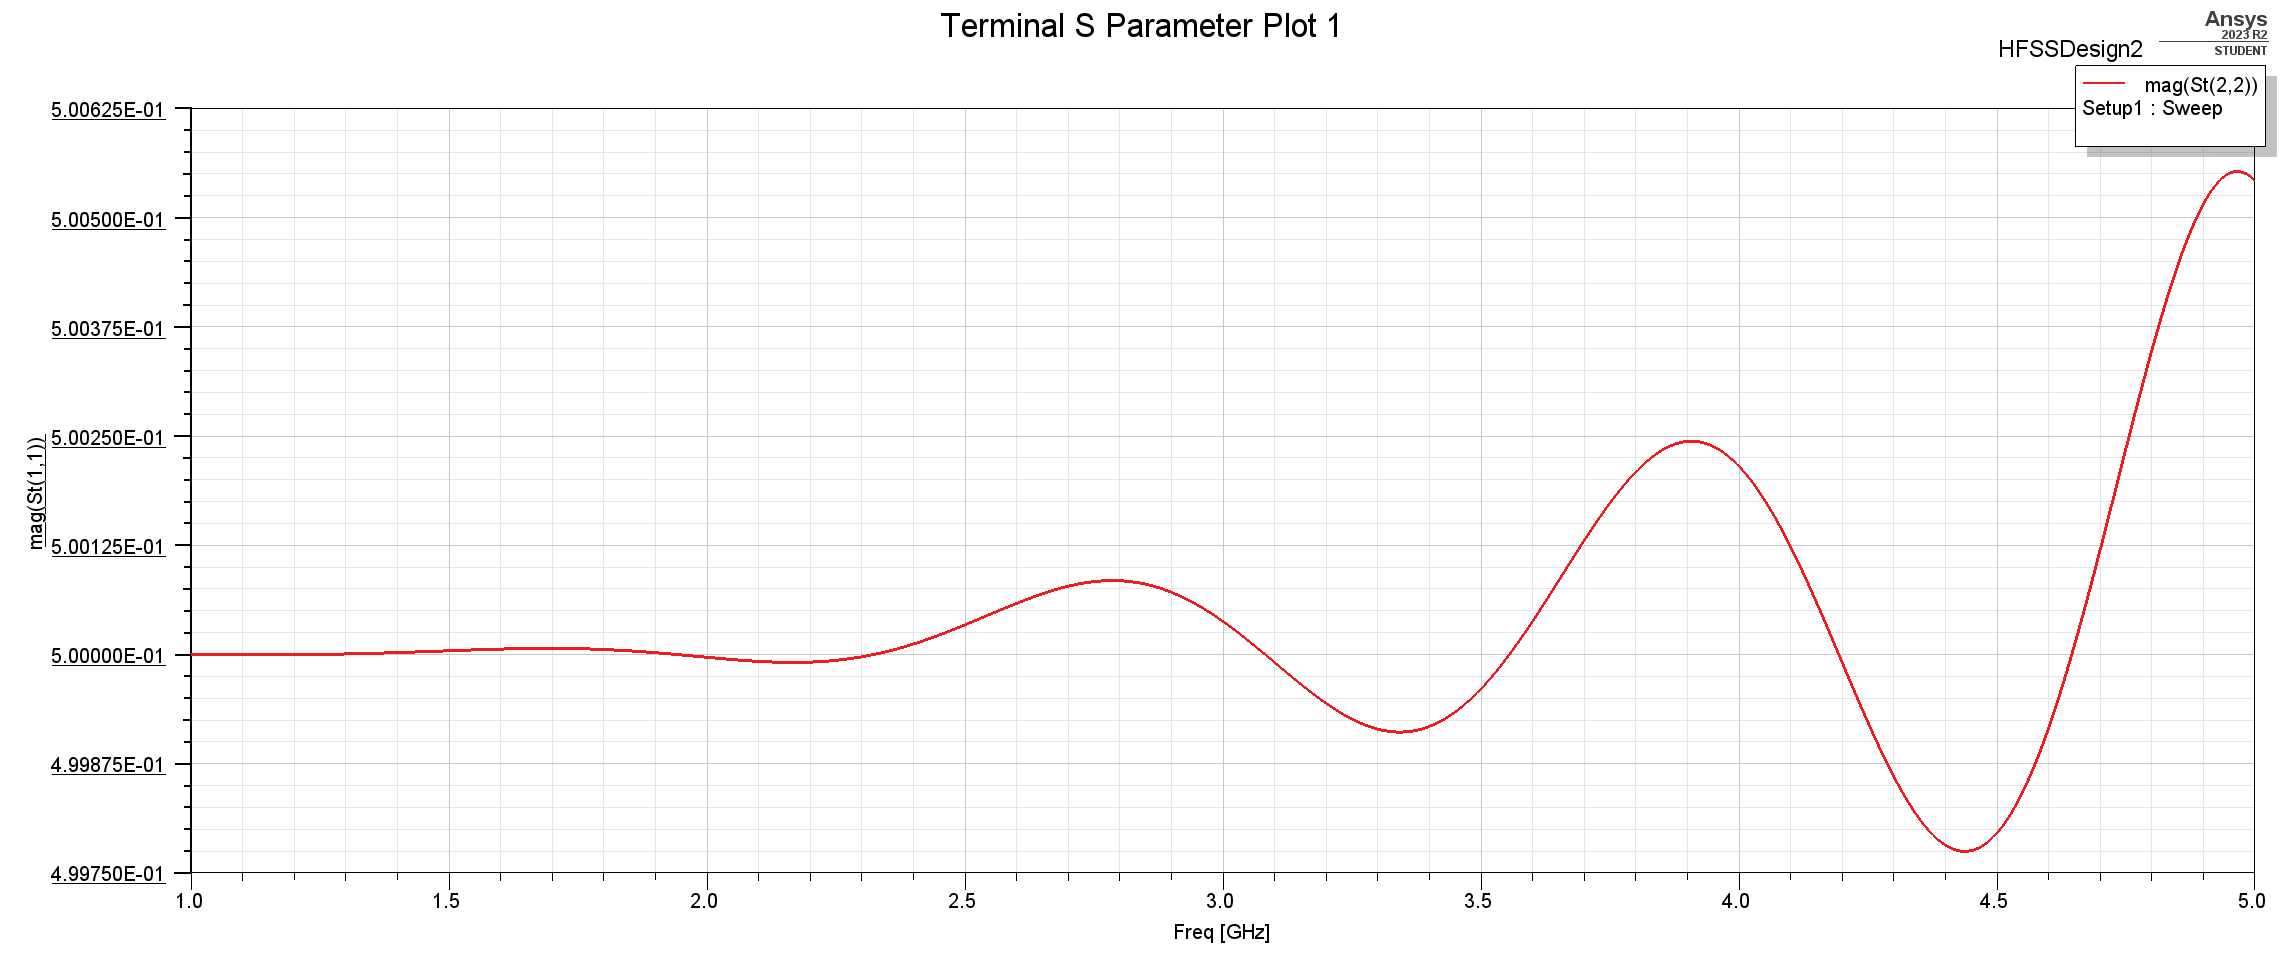 Terminal S Parameter Plot 1
Ansys
2023 R2
STUDENT
HFSSDesign2
mag(St(2,2))
Setup1 : Sweep
5.00625E-01
5.00500E-01
5.00375E-01
5.00250E-01
5.00125E-01
5.00000E-01
4.99875E-01
4.99750E-01
mag(St(1,1))
1.0 1.5 2.0 2.5 3.0 3.5 4.0 4.5 5.0
Freq [GHz]